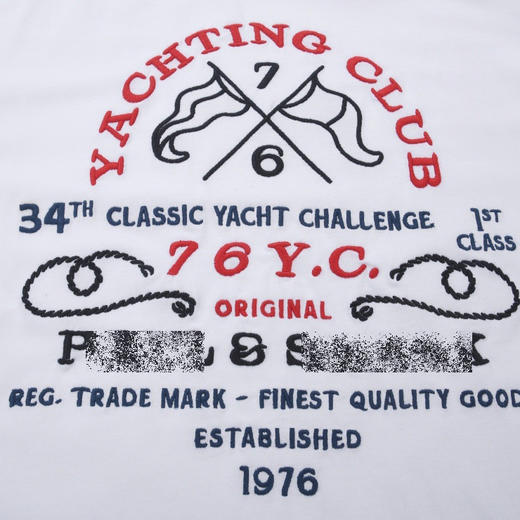 YACHTING CLUB
7
6
34TH CLASSIC YACHT CHALLENGE 1ST CLASS
76 Y.C.
ORIGINAL
&
REG. TRADE MARK - FINEST QUALITY GOOD
ESTABLISHED
1976